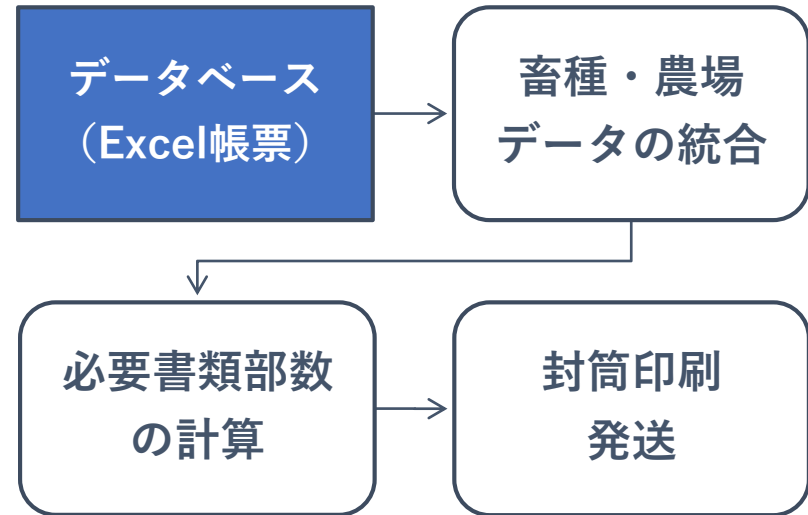 データベース
（Excel帳票）
畜種・農場
データの統合
必要書類部数
の計算
封筒印刷
発送